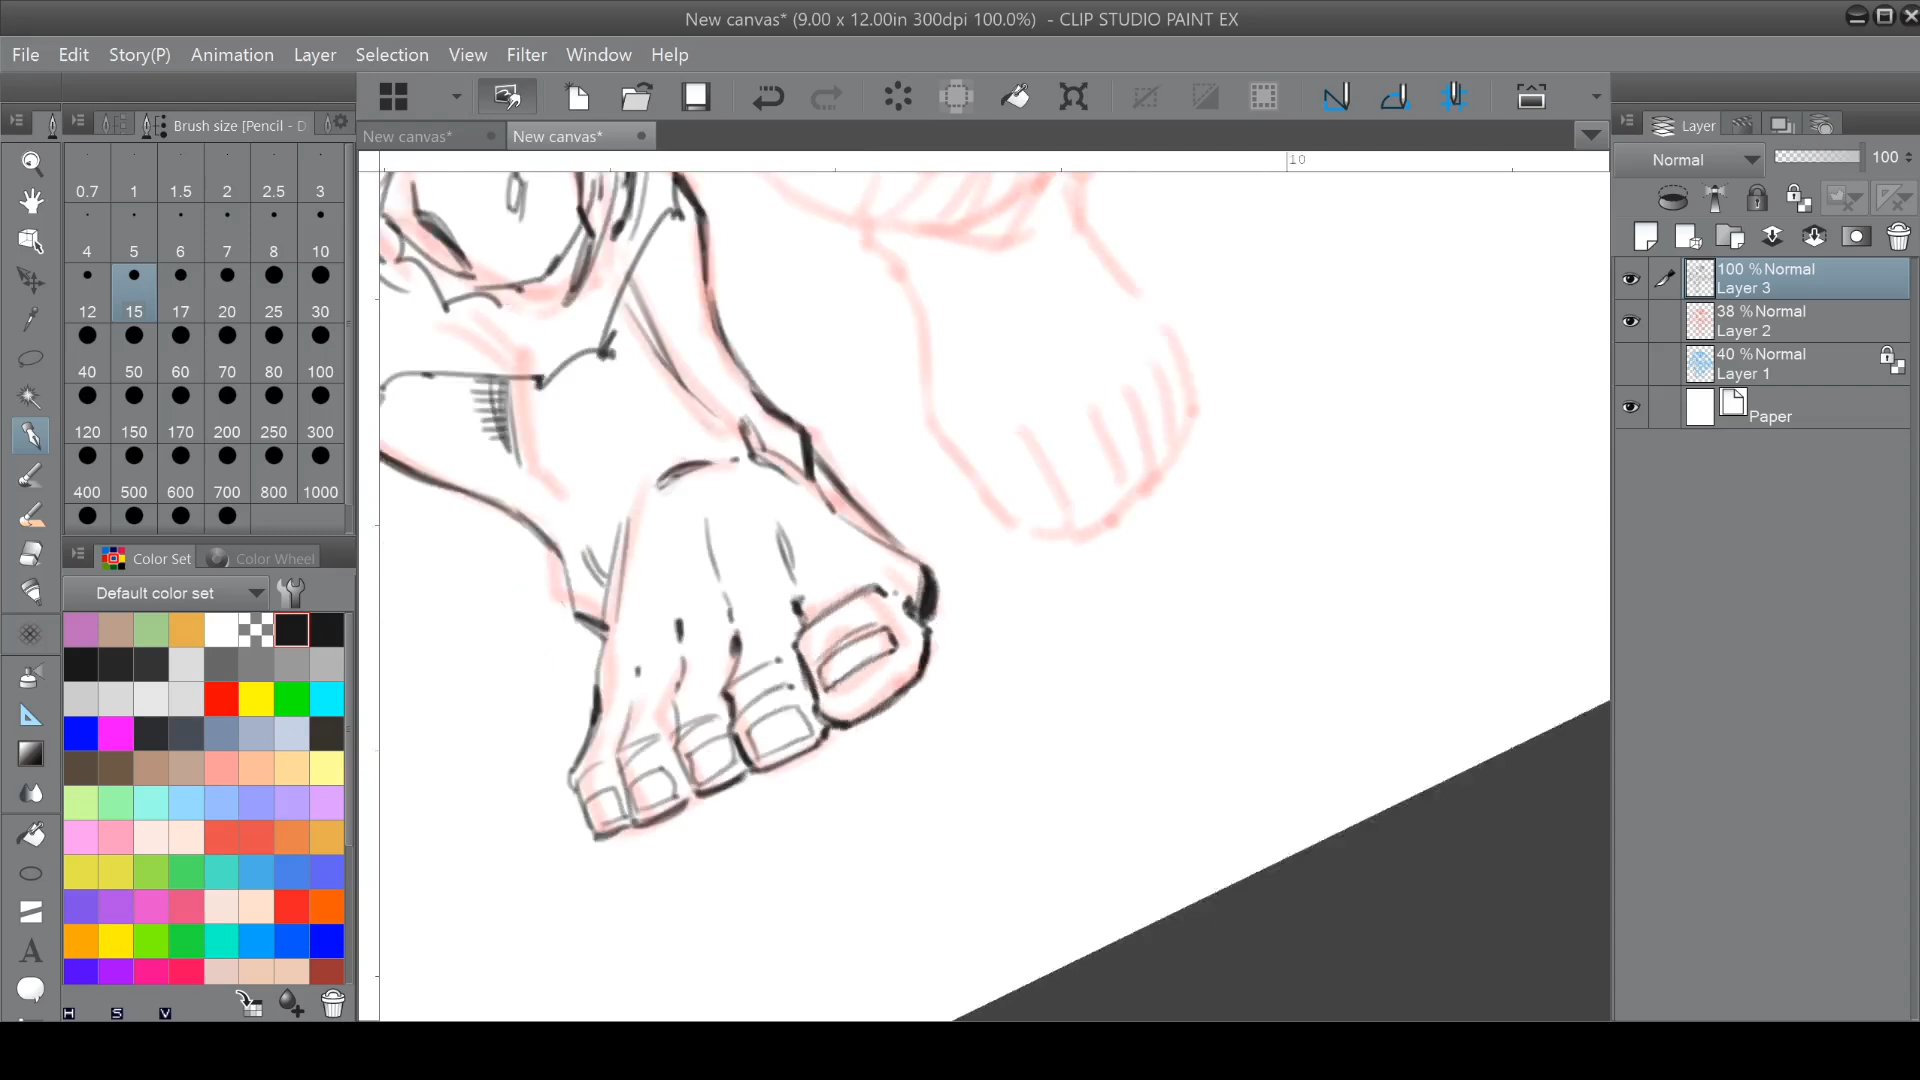 New canvas* (9.00 x 12.00in 300dpi 100.0%) - CLIP STUDIO PAINT EX
File Edit Story(P) Animation Layer Selection View Filter Window Help
Brush size [Pencil - D
New canvas* New canvas*
Layer
10
Normal 100
0.7 1 1.5 2 2.5 3
4 5 6 7 8 10
12 15 17 20 25 30
40 50 60 70 80 100
120 150 170 200 250 300
400 500 600 700 800 1000
100 %Normal
Layer 3
38 %Normal
Layer 2
40 %Normal
Layer 1
Paper
Color Set Color Wheel
Default color set
H S V